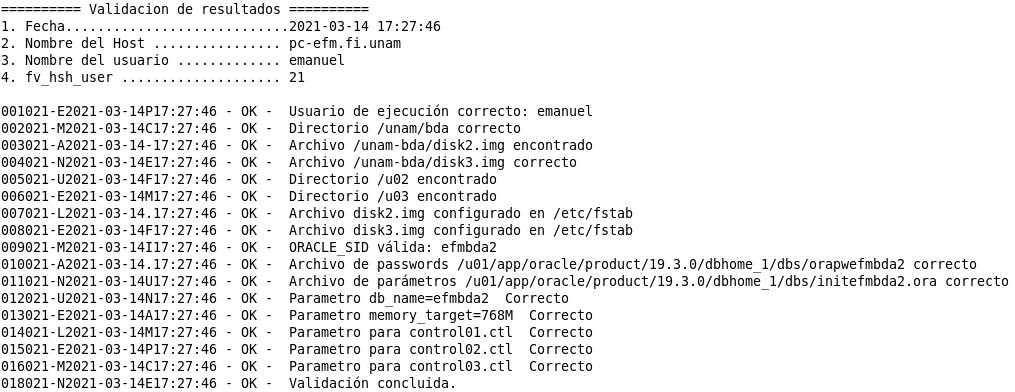 ========== Validacion de resultados ==========
1. Fecha............................2021-03-14 17:27:46
2. Nombre del Host ................ pc-efm.fi.unam
3. Nombre del usuario ............. emanuel
4. fv_hsh_user .................... 21
001021-E2021-03-14P17:27:46 - OK -  Usuario de ejecución correcto: emanuel
002021-M2021-03-14C17:27:46 - OK -  Directorio /unam/bda correcto
003021-A2021-03-14-17:27:46 - OK -  Archivo /unam-bda/disk2.img encontrado
004021-N2021-03-14E17:27:46 - OK -  Archivo /unam-bda/disk3.img correcto
005021-U2021-03-14F17:27:46 - OK -  Directorio /u02 encontrado
006021-E2021-03-14M17:27:46 - OK -  Directorio /u03 encontrado
007021-L2021-03-14.17:27:46 - OK -  Archivo disk2.img configurado en /etc/fstab
008021-E2021-03-14F17:27:46 - OK -  Archivo disk3.img configurado en /etc/fstab
009021-M2021-03-14I17:27:46 - OK -  ORACLE_SID válida: efmbda2
010021-A2021-03-14.17:27:46 - OK -  Archivo de passwords /u01/app/oracle/product/19.3.0/dbhome_1/dbs/orapwefmbda2 correcto
011021-N2021-03-14U17:27:46 - OK -  Archivo de parámetros /u01/app/oracle/product/19.3.0/dbhome_1/dbs/initefmbda2.ora correcto
012021-U2021-03-14N17:27:46 - OK -  Parametro db_name=efmbda2  Correcto
013021-E2021-03-14A17:27:46 - OK -  Parametro memory_target=768M  Correcto
014021-L2021-03-14M17:27:46 - OK -  Parametro para control01.ctl  Correcto
015021-E2021-03-14P17:27:46 - OK -  Parametro para control02.ctl  Correcto
016021-M2021-03-14C17:27:46 - OK -  Parametro para control03.ctl  Correcto
018021-N2021-03-14E17:27:46 - OK -  Validación concluida.